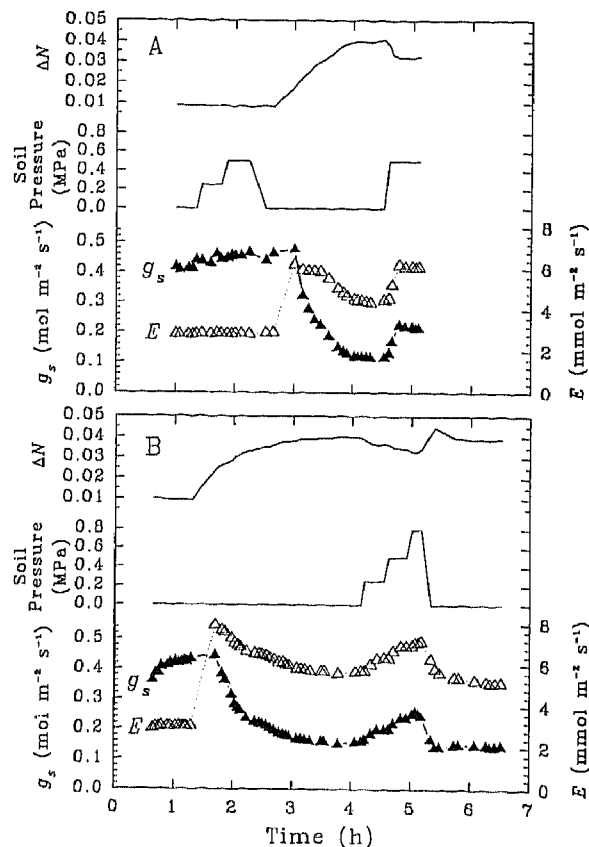 A
ΔN
0.05
0.04
0.03
0.02
0.01
Soil
Pressure
(MPa)
0.8
0.6
0.4
0.2
0.0
g_s (mol m⁻² s⁻¹)
0.5
0.4
0.3
0.2
0.1
0.0
g_s
E
8
6
4
2
0
E (mmol m⁻² s⁻¹)
B
ΔN
0.04
0.03
0.02
0.01
Soil
Pressure
(MPa)
0.8
0.6
0.4
0.2
0.0
g_s (mol m⁻² s⁻¹)
0.5
0.4
0.3
0.2
0.1
0.0
g_s
E
8
6
4
2
0
E (mmol m⁻² s⁻¹)
0 1 2 3 4 5 6 7
Time (h)